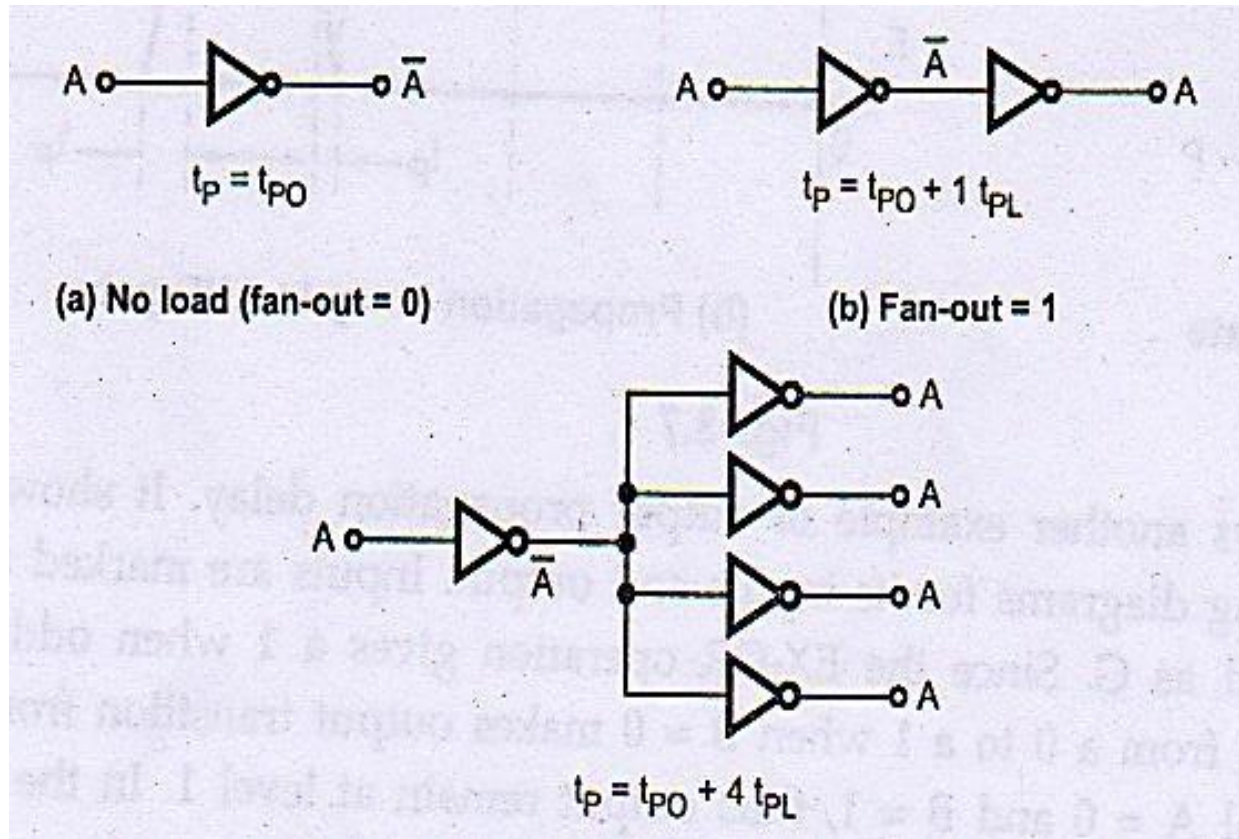 A Ā
t_P = t_PO
(a) No load (fan-out = 0)
A Ā A
t_P = t_PO + 1 t_PL
(b) Fan-out = 1
A Ā
A
A
A
A
t_P = t_PO + 4 t_PL